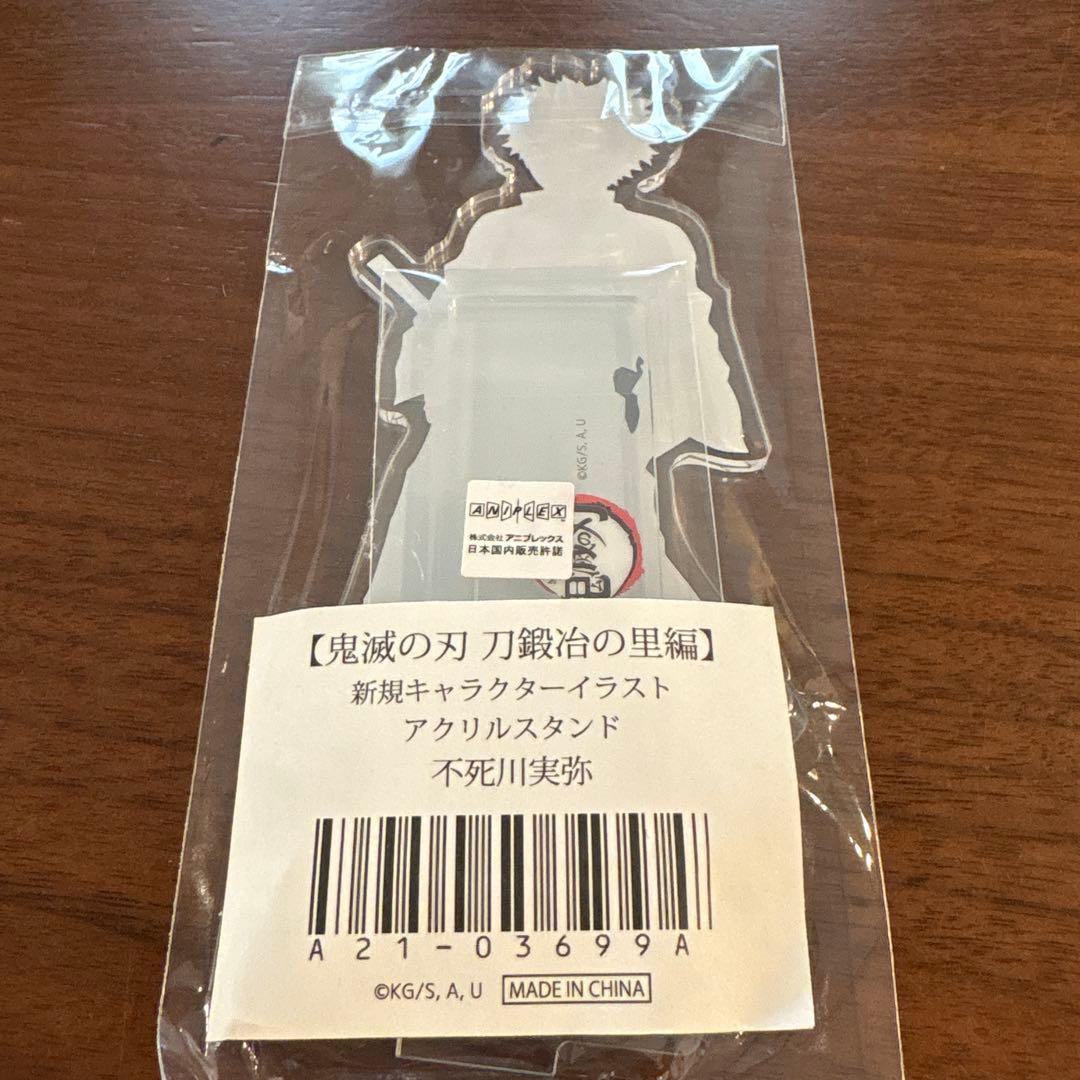 ©KG/S, A, U
ANIPLEX
株式会社 アニプレックス
日本国内販売許諾
【鬼滅の刃 刀鍛冶の里編】
新規キャラクターイラスト
アクリルスタンド
不死川実弥
A21-03699A
©KG/S, A, U MADE IN CHINA